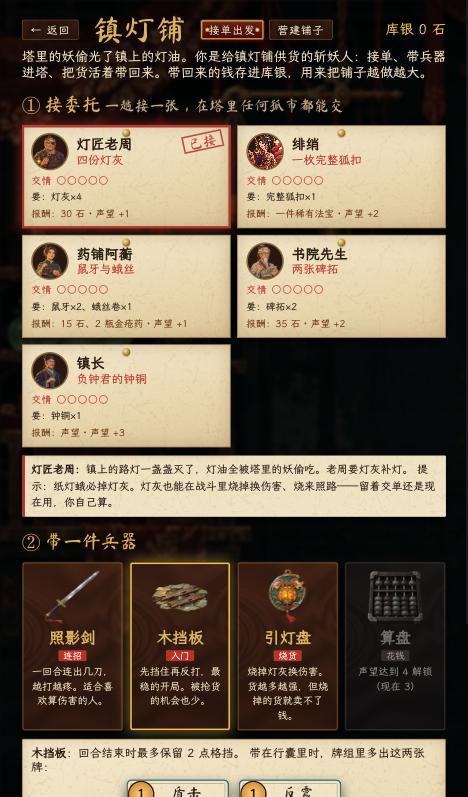 ← 返回
镇灯铺
接单出发
营建铺子
库银 0 石
塔里的妖偷光了镇上的灯油。你是给镇灯铺供货的斩妖人：接单、带兵器
进塔、把货活着带回来。带回来的钱存进库银，用来把铺子越做越大。
① 接委托 一趟接一张，在塔里任何狐市都能交
灯匠老周
四份灯灰
已接
交情 ○○○○○
要：灯灰×4
报酬：30 石・声望 +1
绯绡
一枚完整狐扣
交情 ○○○○○
要：完整狐扣×1
报酬：一件稀有法宝・声望 +2
药铺阿蘅
鼠牙与蛾丝
交情 ○○○○○
要：鼠牙×2、蛾丝卷×1
报酬：15 石、2 瓶金疮药・声望 +1
书院先生
两张碑拓
交情 ○○○○○
要：碑拓×2
报酬：35 石・声望 +2
镇长
负钟君的钟铜
交情 ○○○○○
要：钟铜×1
报酬：声望・声望 +3
灯匠老周：镇上的路灯一盏盏灭了，灯油全被塔里的妖偷吃。老周要灯灰补灯。 提
示：纸灯蛾必掉灯灰。灯灰也能在战斗里烧掉换伤害、烧来照路——留着交单还是现
在用，你自己算。
② 带一件兵器
照影剑
连招
一回合连出几刀，
越打越疼。适合喜
欢算伤害的人。
木挡板
入门
先挡住再反打，最
稳的开局。被抢货
的机会也少。
引灯盘
烧货
烧掉灯灰换伤害。
货越多越强，但烧
掉的货就卖不了
钱。
算盘
花钱
声望达到 4 解锁
（现在 3）
木挡板：回合结束时最多保留 2 点格挡。 带在行囊里时，牌组里多出这两张
牌：
1 盾击
1 反震